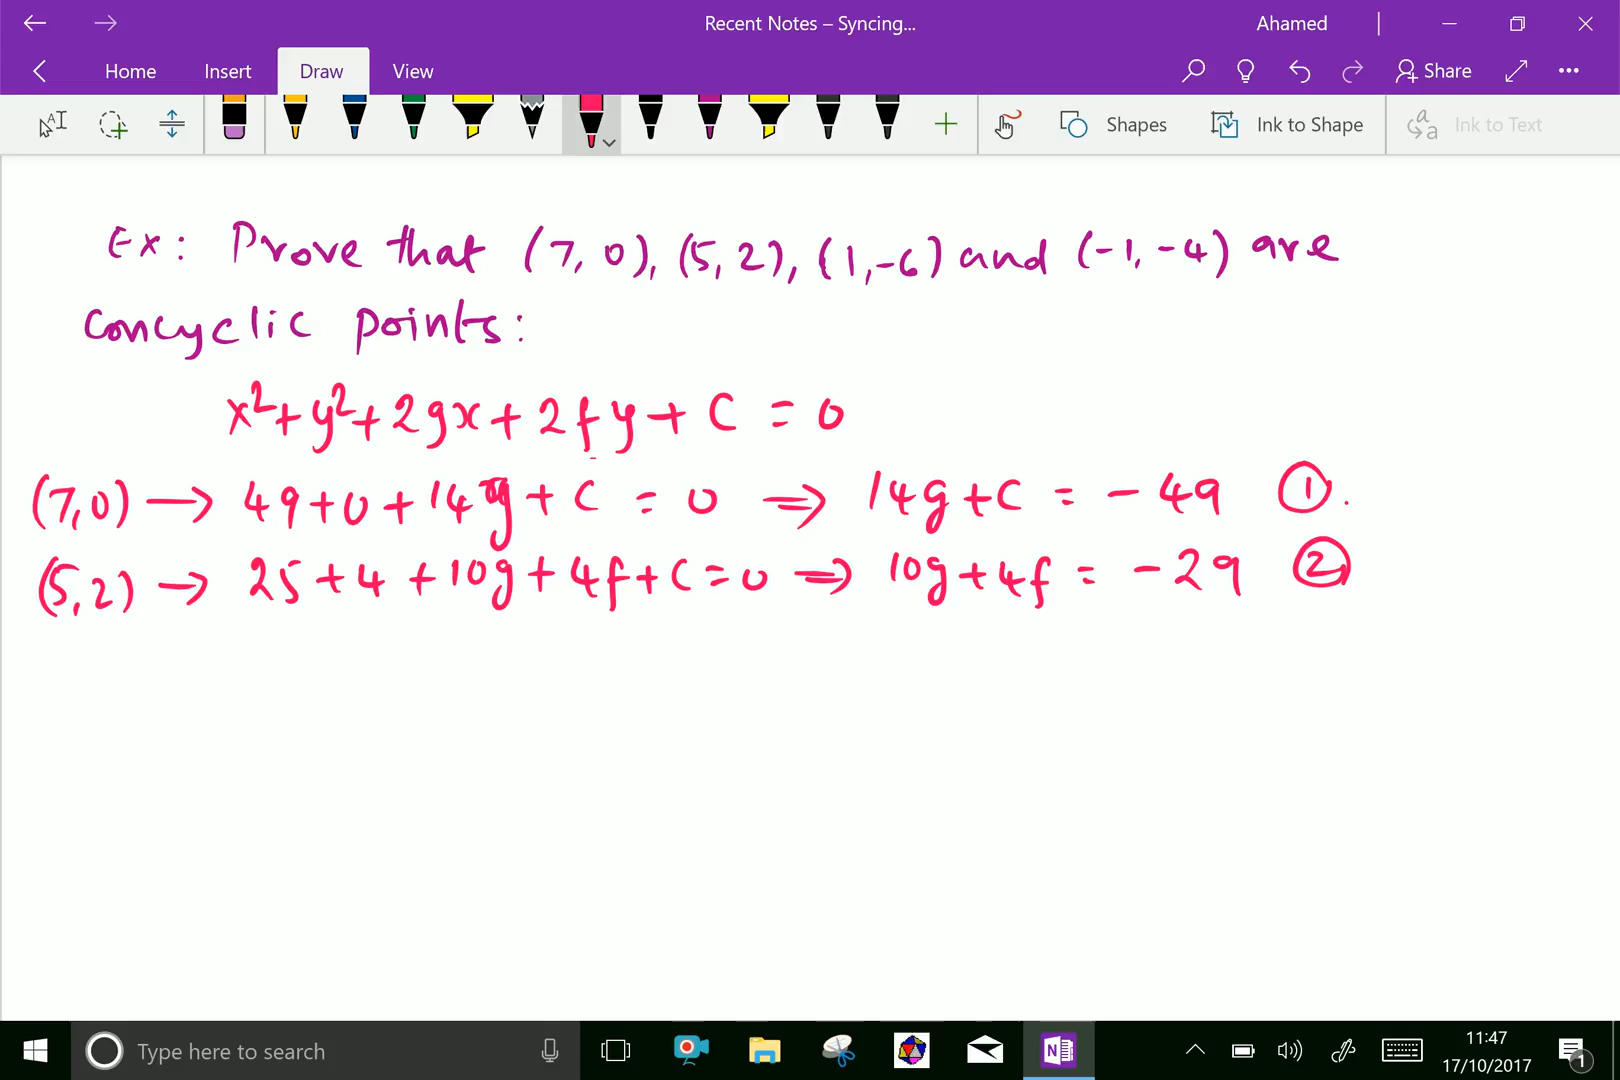 Recent Notes – Syncing...
Ahamed
Home Insert Draw View
Share
Shapes Ink to Shape Ink to Text
Ex: Prove that (7, 0), (5, 2), (1, -6) and (-1, -4) are
concyclic points:
x²+y²+2gx+2fy+C = 0
(7,0) → 49+0+14g+C = 0 ⇒ 14g+C = -49 ①.
(5,2) → 25+4+10g+4f+C=0 ⇒ 10g+4f = -29 ②
Type here to search
11:47
17/10/2017
1